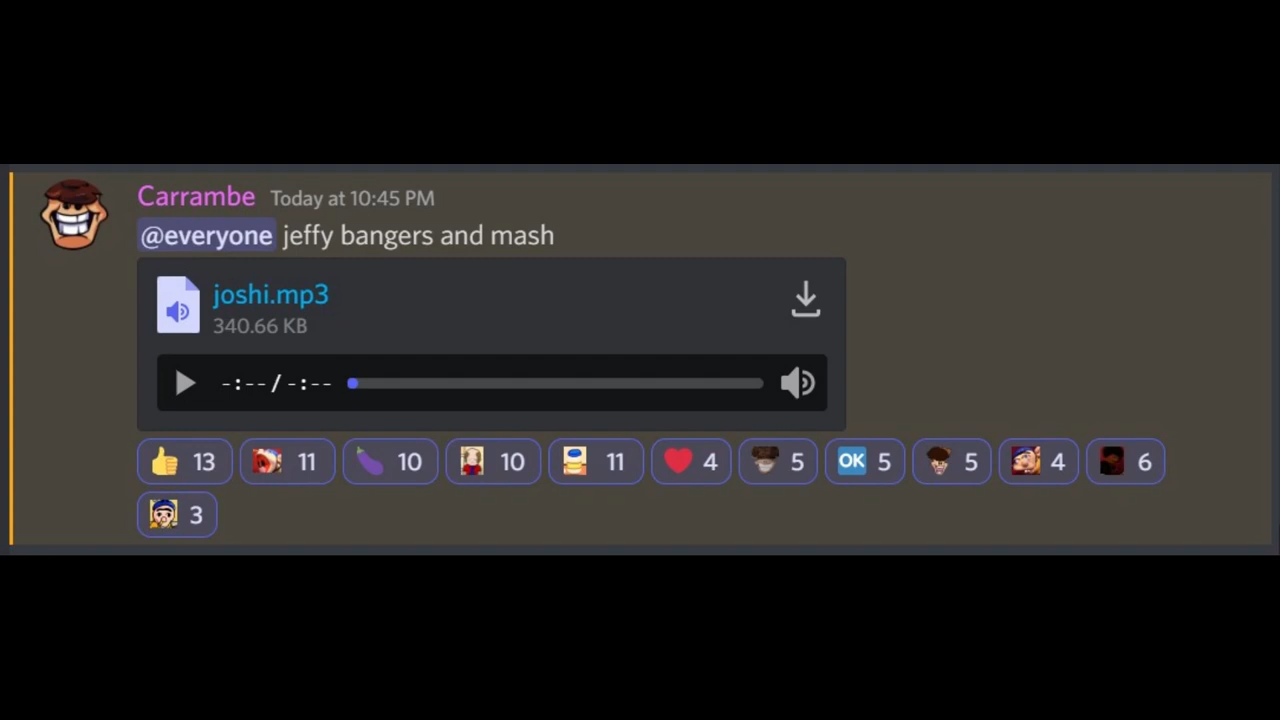 Carrambe Today at 10:45 PM
@everyone jeffy bangers and mash
joshi.mp3
340.66 KB
-:-- / -:--
13 11 10 10 11 4 5 OK 5 5 4 6
3